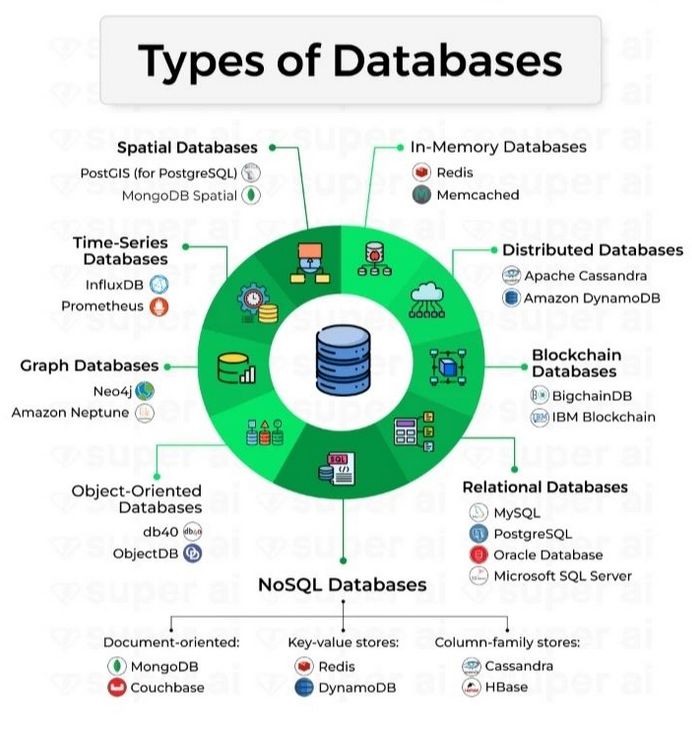 Types of Databases
Spatial Databases
PostGIS (for PostgreSQL)
MongoDB Spatial
In-Memory Databases
Redis
Memcached
Time-Series
Databases
InfluxDB
Prometheus
Distributed Databases
Apache Cassandra
Amazon DynamoDB
Graph Databases
Neo4j
Amazon Neptune
Blockchain
Databases
BigchainDB
IBM Blockchain
Object-Oriented
Databases
db40
ObjectDB
Relational Databases
MySQL
PostgreSQL
Oracle Database
Microsoft SQL Server
SQL
NoSQL Databases
Document-oriented:
MongoDB
Couchbase
Key-value stores:
Redis
DynamoDB
Column-family stores:
Cassandra
HBase
super ai